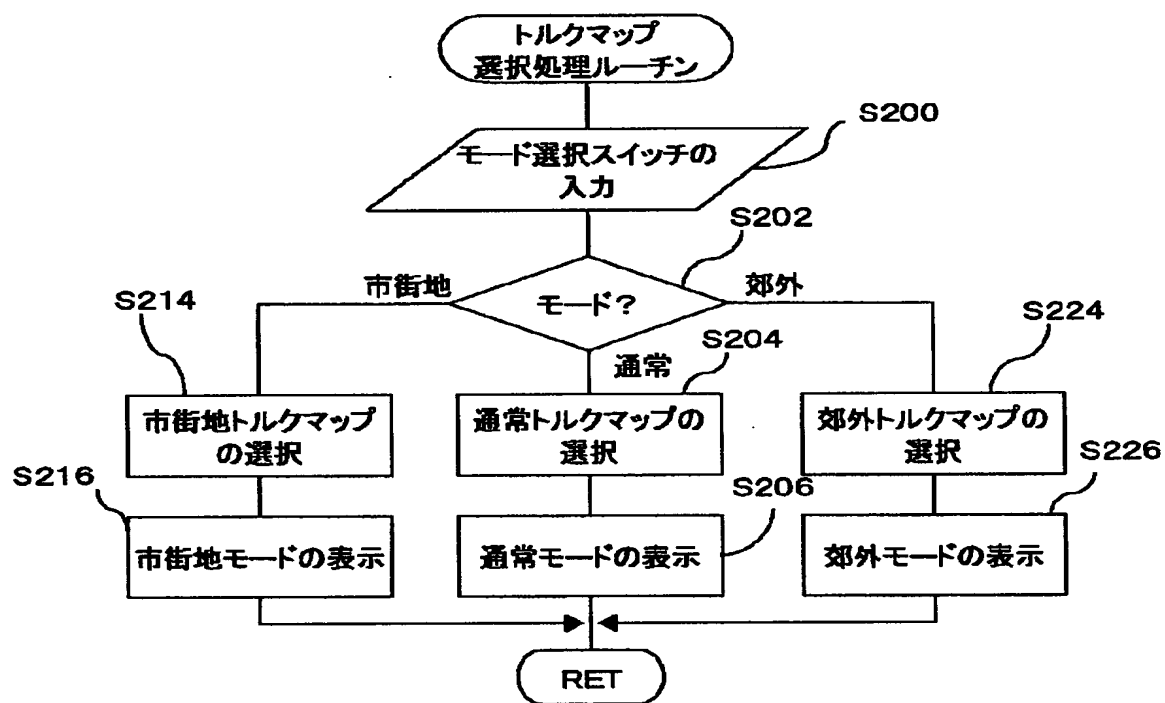 トルクマップ
選択処理ルーチン
S200
モード選択スイッチの
入力
S202
市街地
モード?
郊外
S214
S204
S224
通常
市街地トルクマップ
の選択
通常トルクマップの
選択
郊外トルクマップの
選択
S216
S206
S226
市街地モードの表示
通常モードの表示
郊外モードの表示
RET